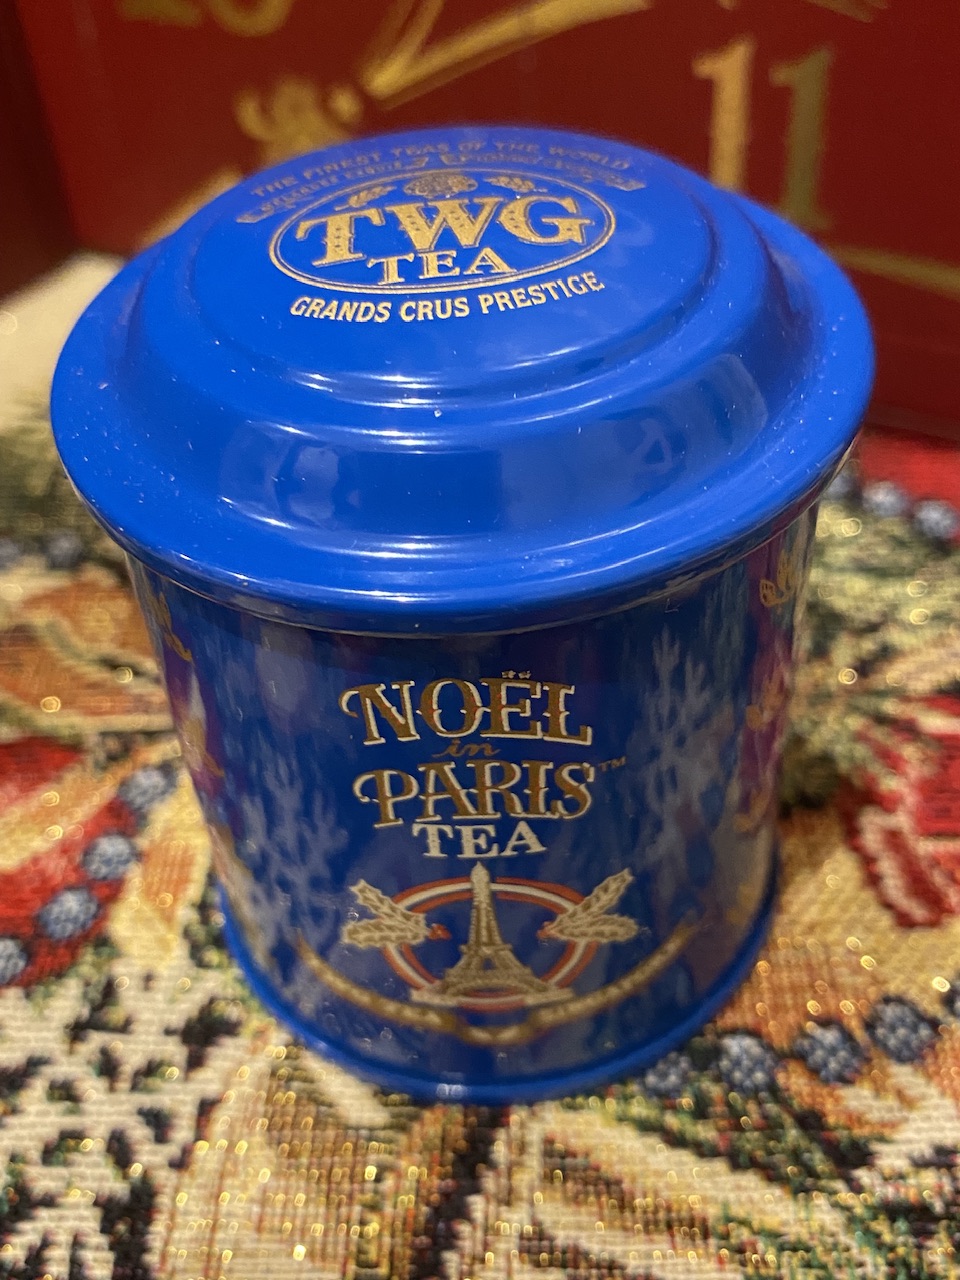 11
THE FINEST TEAS OF THE WORLD
TWG
TEA
GRANDS CRUS PRESTIGE
NOËL
in
PARIS™
TEA